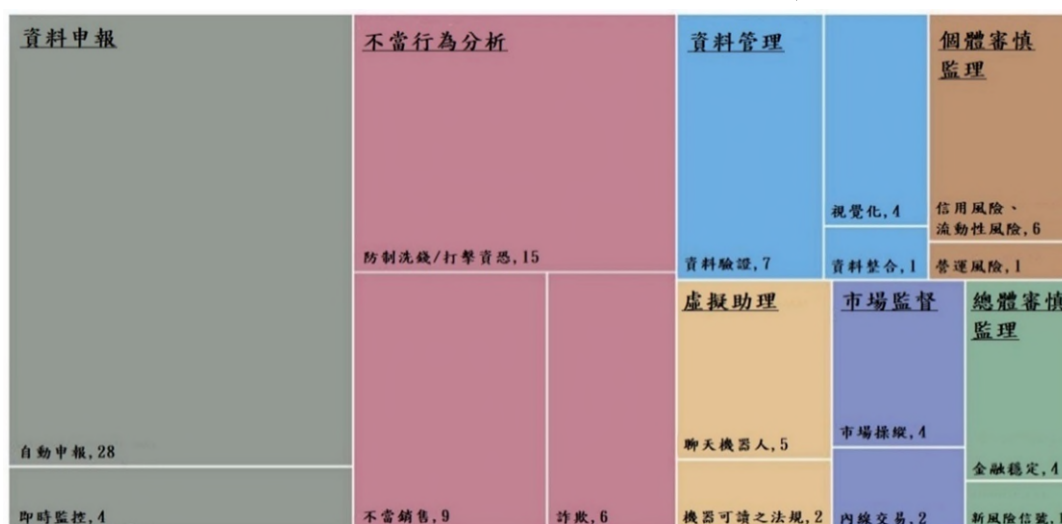 資料申報
自動申報, 28
即時監控, 4
不當行為分析
防制洗錢/打擊資恐, 15
不當銷售, 9
詐欺, 6
資料管理
資料驗證, 7
視覺化, 4
資料整合, 1
個體審慎
監理
信用風險、
流動性風險, 6
營運風險, 1
虛擬助理
聊天機器人, 5
機器可讀之法規, 2
市場監督
市場操縱, 4
內線交易, 2
總體審慎
監理
金融穩定, 4
新風險信號,